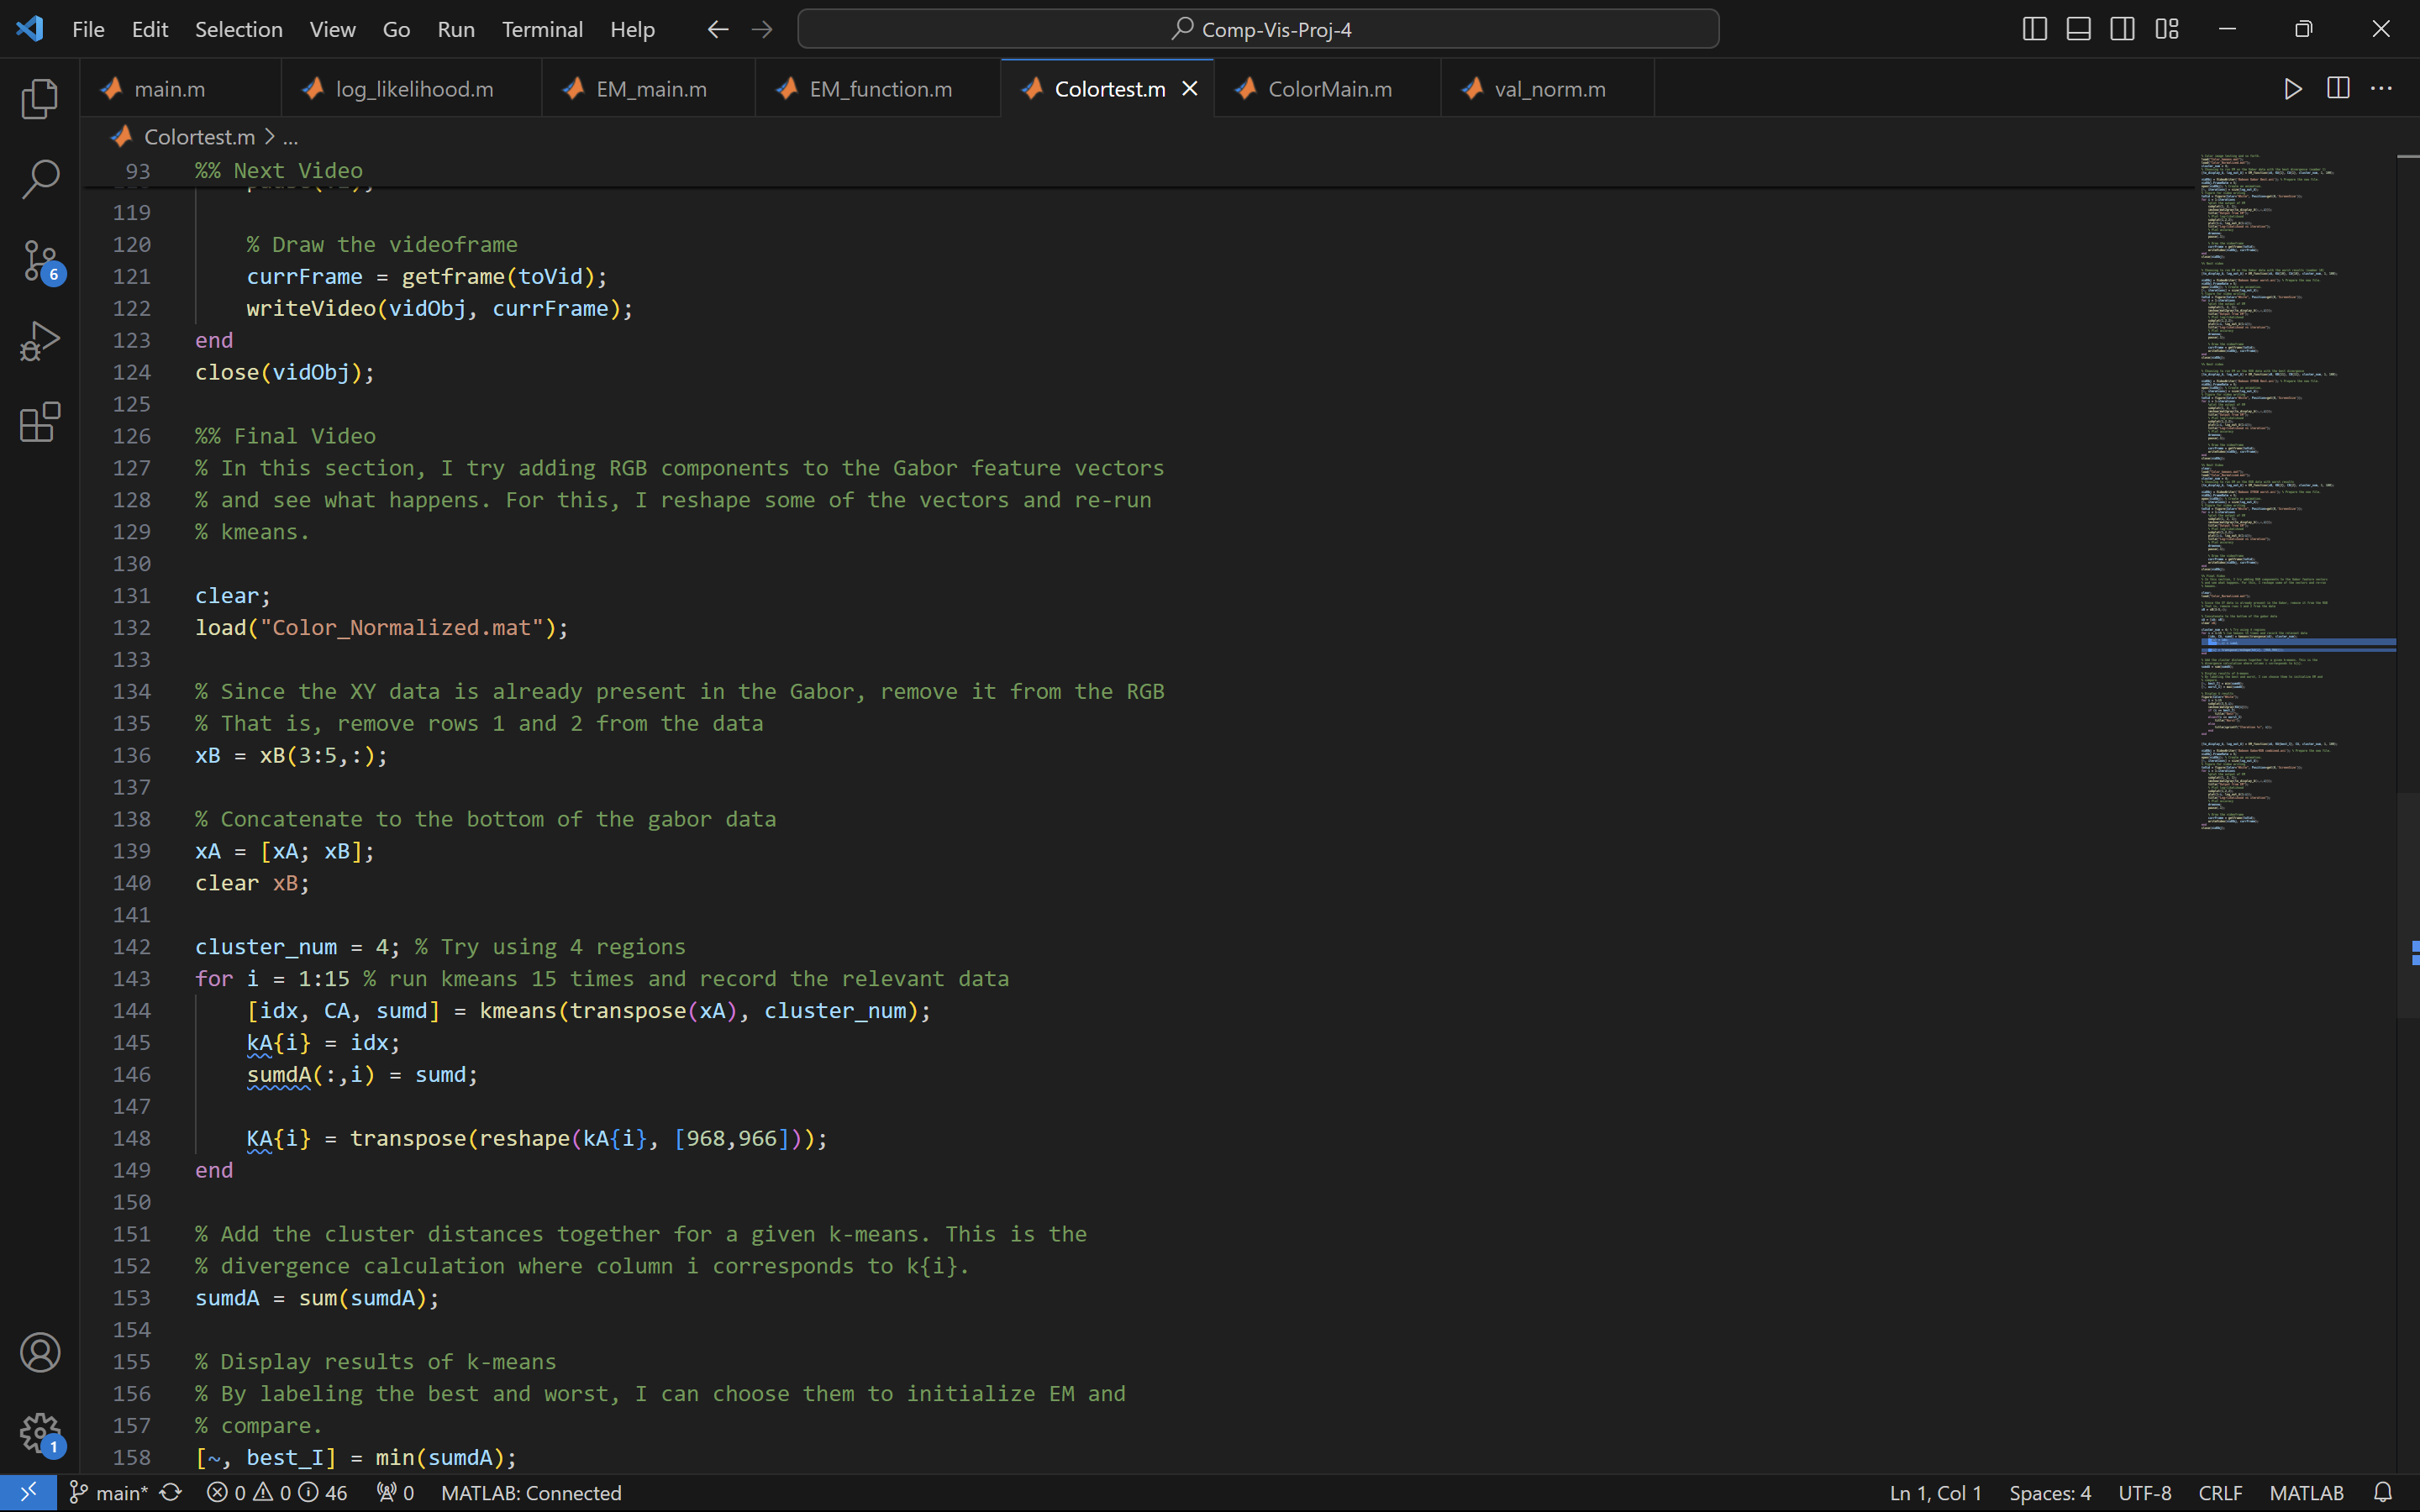 File Edit Selection View Go Run Terminal Help Comp-Vis-Proj-4
main.m log_likelihood.m EM_main.m EM_function.m Colortest.m ColorMain.m val_norm.m
Colortest.m > ...
93 %% Next Video
119
120 % Draw the videoframe
121 currFrame = getframe(toVid);
122 writeVideo(vidObj, currFrame);
123 end
124 close(vidObj);
125
126 %% Final Video
127 % In this section, I try adding RGB components to the Gabor feature vectors
128 % and see what happens. For this, I reshape some of the vectors and re-run
129 % kmeans.
130
131 clear;
132 load("Color_Normalized.mat");
133
134 % Since the XY data is already present in the Gabor, remove it from the RGB
135 % That is, remove rows 1 and 2 from the data
136 xB = xB(3:5,:);
137
138 % Concatenate to the bottom of the gabor data
139 xA = [xA; xB];
140 clear xB;
141
142 cluster_num = 4; % Try using 4 regions
143 for i = 1:15 % run kmeans 15 times and record the relevant data
144 [idx, CA, sumd] = kmeans(transpose(xA), cluster_num);
145 kA{i} = idx;
146 sumdA(:,i) = sumd;
147
148 KA{i} = transpose(reshape(kA{i}, [968,966]));
149 end
150
151 % Add the cluster distances together for a given k-means. This is the
152 % divergence calculation where column i corresponds to k{i}.
153 sumdA = sum(sumdA);
154
155 % Display results of k-means
156 % By labeling the best and worst, I can choose them to initialize EM and
157 % compare.
158 [~, best_I] = min(sumdA);
6
1
main* 0 0 46 0 MATLAB: Connected Ln 1, Col 1 Spaces: 4 UTF-8 CRLF MATLAB